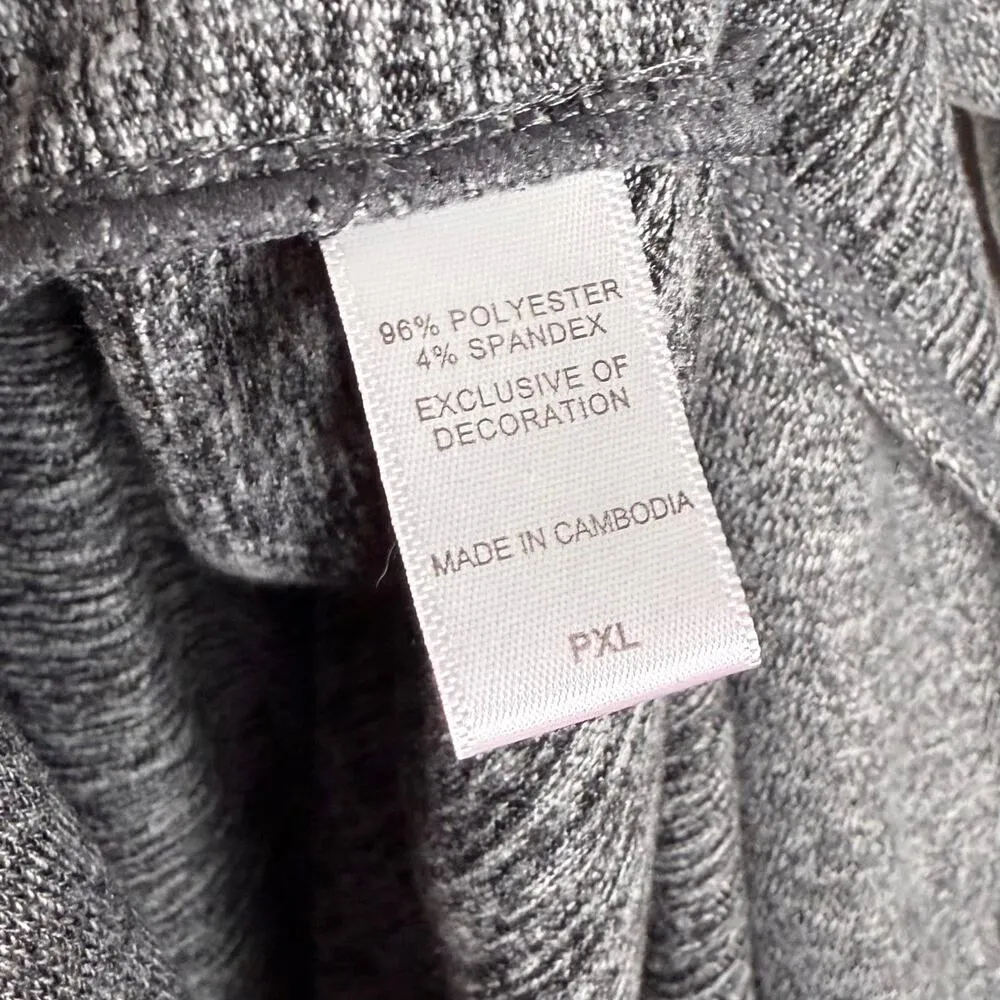 96% POLYESTER
4% SPANDEX
EXCLUSIVE OF
DECORATION
MADE IN CAMBODIA
PXL